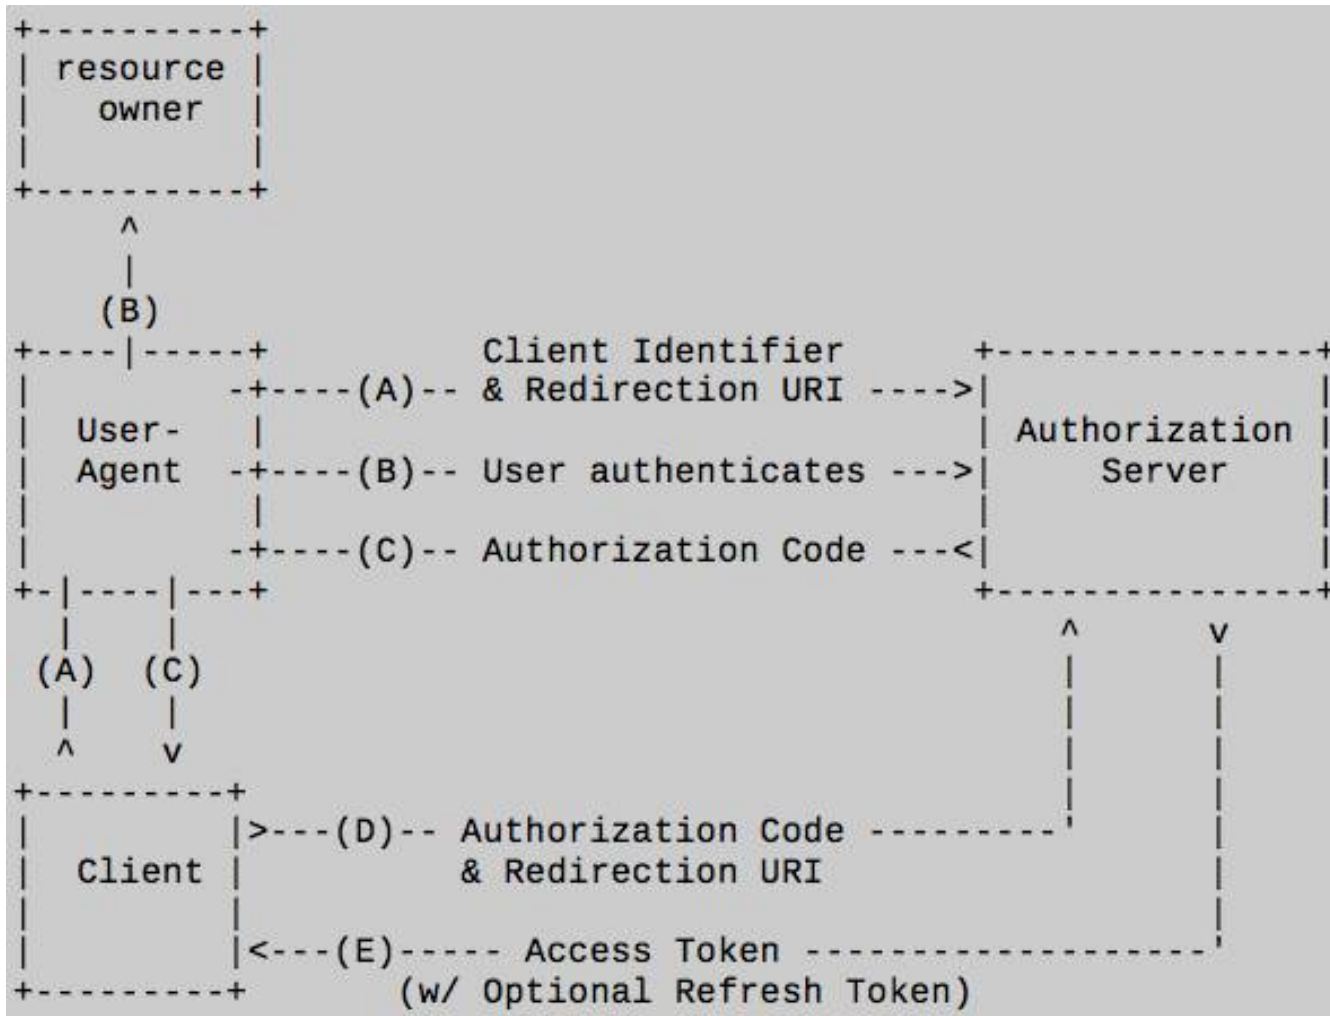 +----------+
| resource |
|   owner  |
|          |
+----------+
     ^
     |
    (B)
+----|-----+          Client Identifier      +---------------+
|         -+----(A)-- & Redirection URI ---->|               |
|  User-   |                                 | Authorization |
|  Agent  -+----(B)-- User authenticates --->|     Server    |
|          |                                 |               |
|         -+----(C)-- Authorization Code ---<|               |
+-|----|---+                                 +---------------+
  |    |                                         ^      v
 (A)  (C)                                        |      |
  |    |                                         |      |
  ^    v                                         |      |
+---------+                                      |      |
|         |>---(D)-- Authorization Code ---------'      |
|  Client |          & Redirection URI                  |
|         |                                             |
|         |<---(E)----- Access Token -------------------'
+---------+       (w/ Optional Refresh Token)